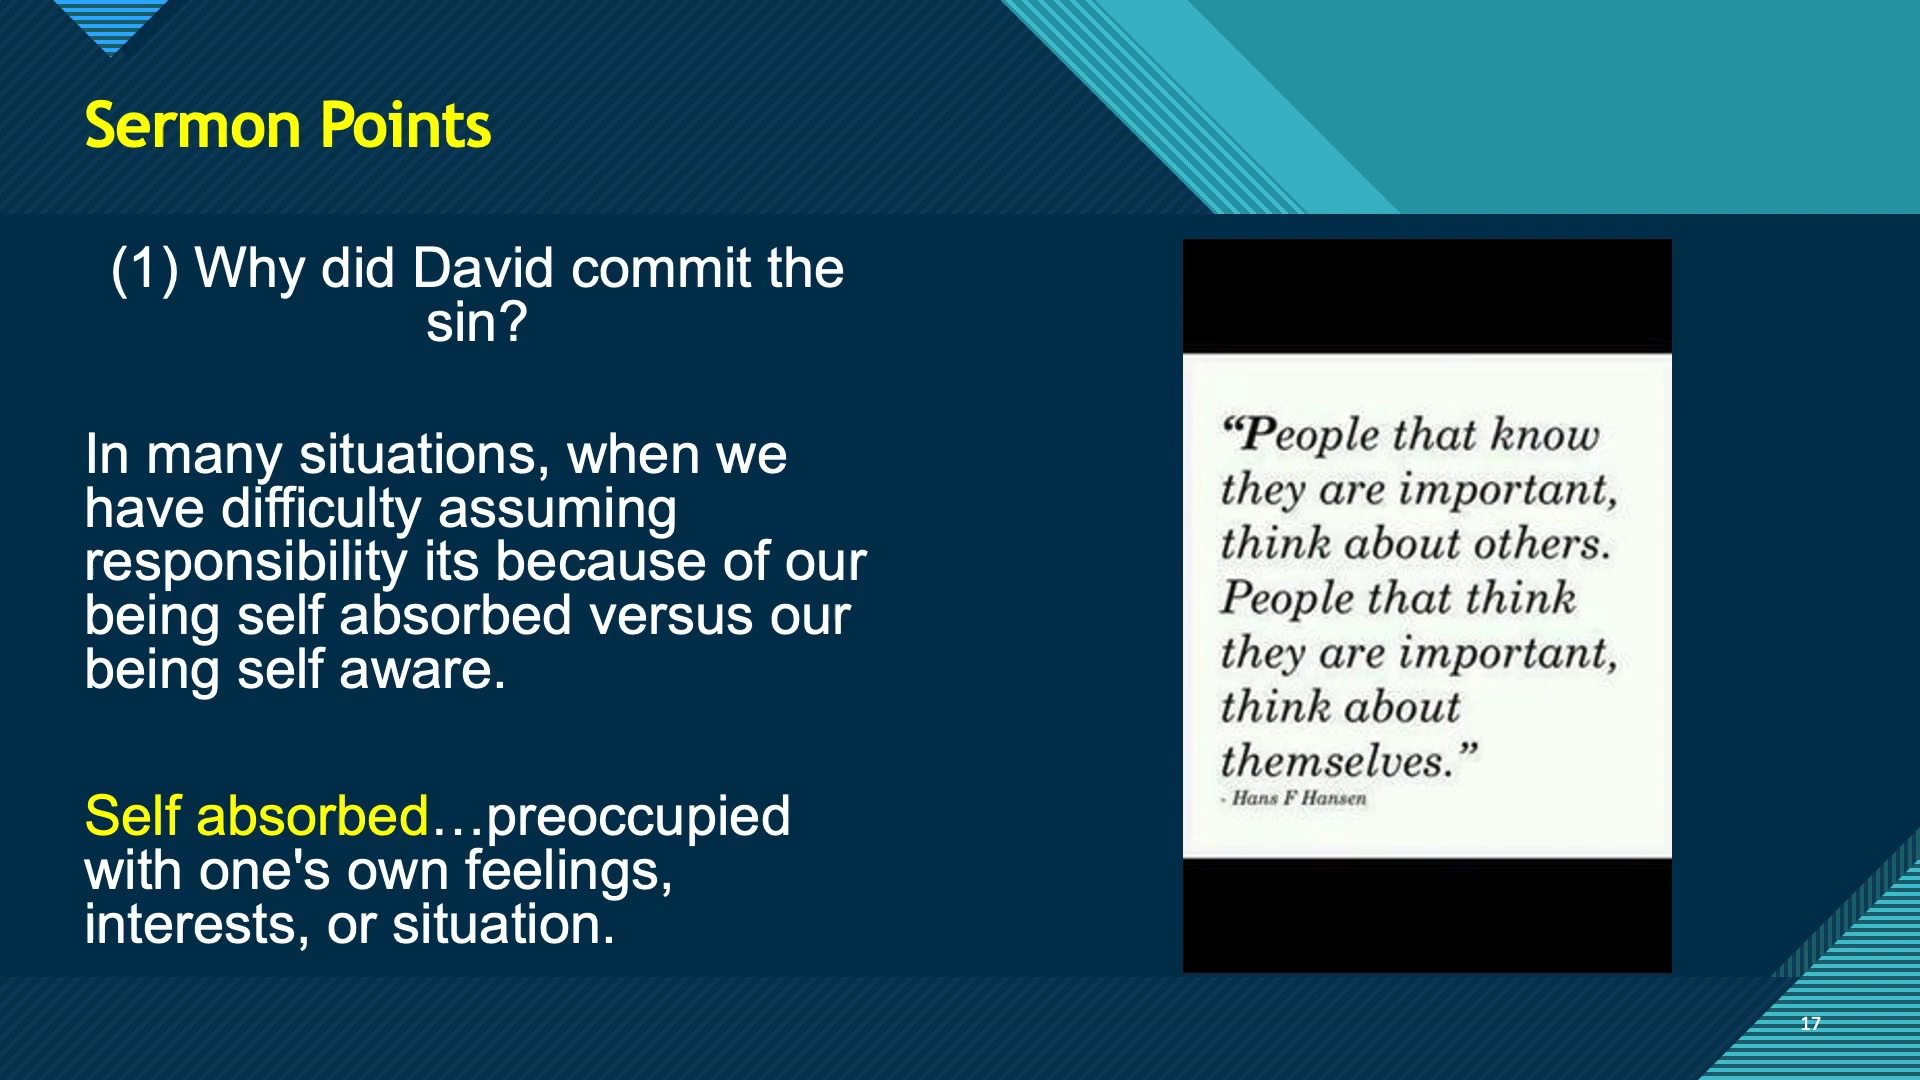 Sermon Points
(1) Why did David commit the
sin?
In many situations, when we
have difficulty assuming
responsibility its because of our
being self absorbed versus our
being self aware.
Self absorbed…preoccupied
with one's own feelings,
interests, or situation.
“People that know
they are important,
think about others.
People that think
they are important,
think about
themselves.”
- Hans F Hansen
17